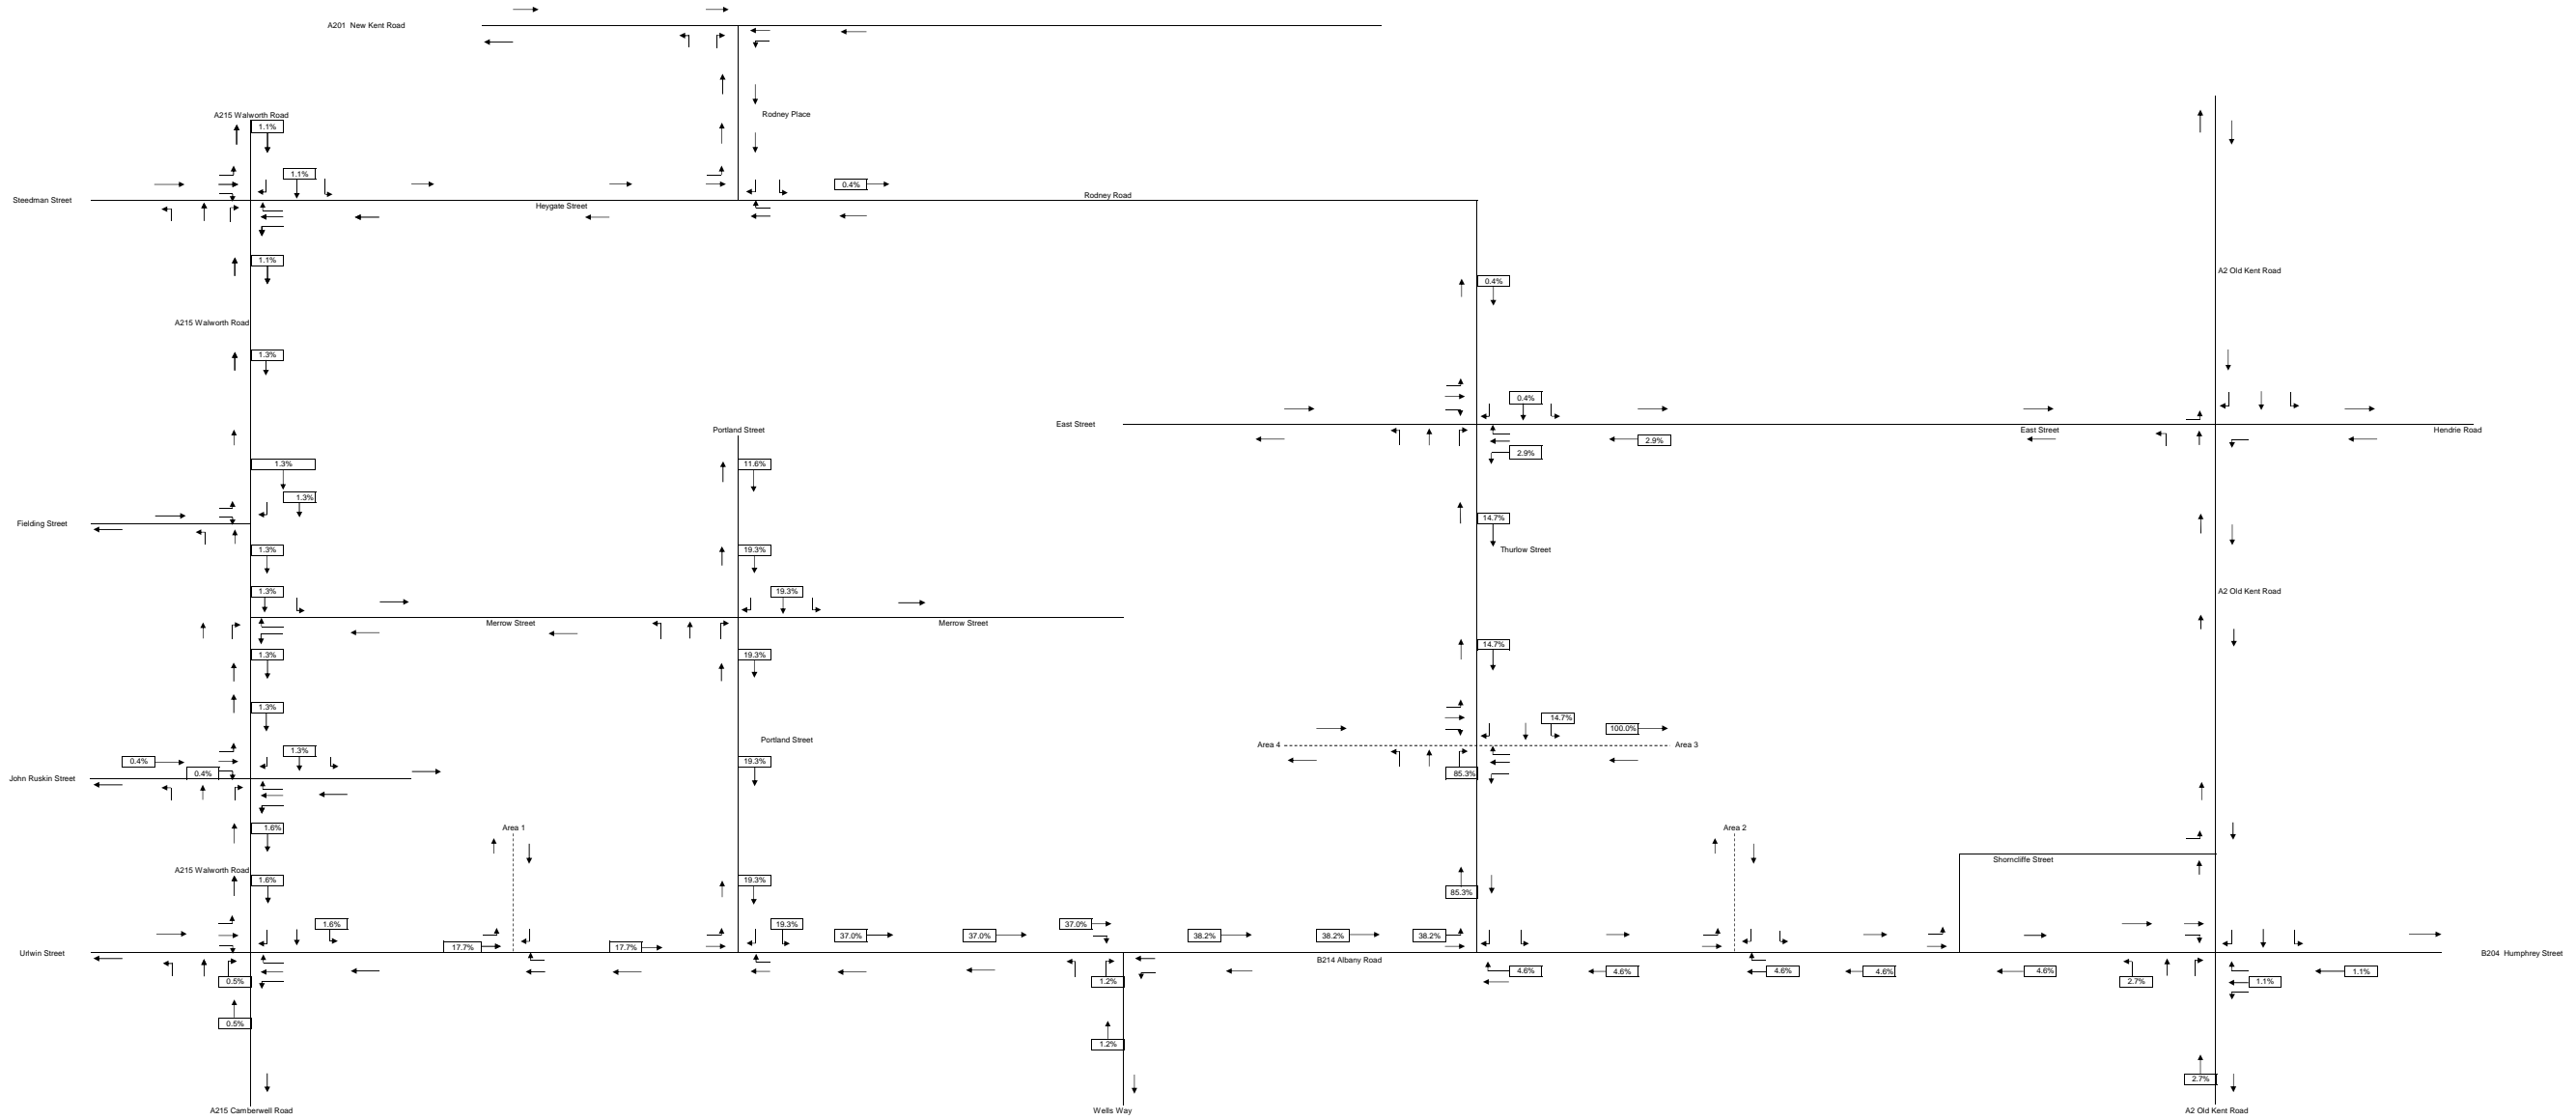 A201 New Kent Road
A215 Walworth Road
Rodney Place
1.1%
1.1%
0.4%
Steedman Street
Heygate Street
Rodney Road
1.1%
A2 Old Kent Road
0.4%
A215 Walworth Road
1.3%
0.4%
East Street
East Street
Hendrie Road
Portland Street
2.9%
2.9%
1.3%
11.6%
1.3%
Fielding Street
14.7%
1.3%
19.3%
Thurlow Street
1.3%
19.3%
A2 Old Kent Road
Merrow Street
Merrow Street
1.3%
19.3%
14.7%
1.3%
14.7%
100.0%
Portland Street
Area 4
Area 3
1.3%
0.4%
19.3%
0.4%
85.3%
John Ruskin Street
1.6%
Area 1
Area 2
Shorncliffe Street
A215 Walworth Road
1.6%
19.3%
85.3%
1.6%
19.3%
37.0%
37.0%
37.0%
38.2%
38.2%
38.2%
17.7%
17.7%
Urlwin Street
B214 Albany Road
B204 Humphrey Street
4.6%
4.6%
4.6%
4.6%
4.6%
1.1%
0.5%
1.2%
2.7%
1.1%
0.5%
1.2%
2.7%
A215 Camberwell Road
Wells Way
A2 Old Kent Road